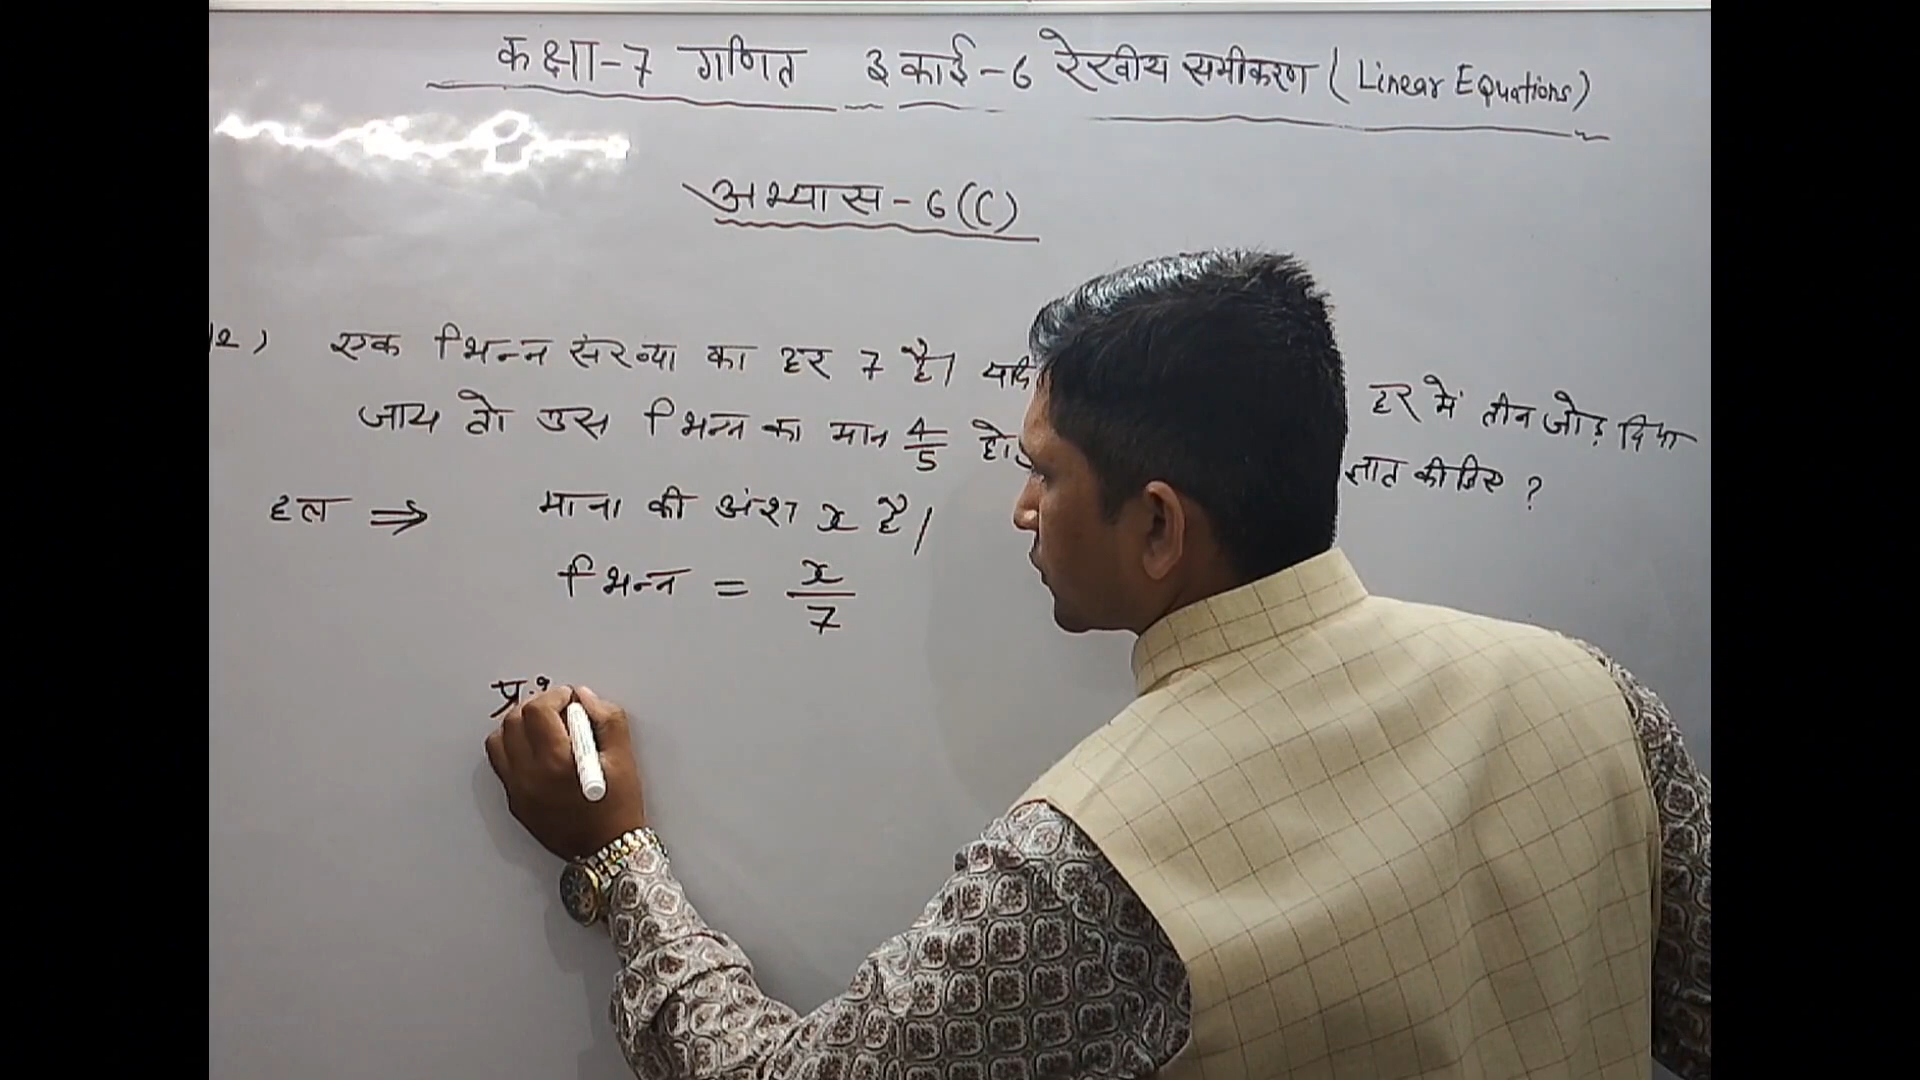 कक्षा-7 गणित इकाई-6 रेखीय समीकरण (Linear Equations)
अभ्यास-6(C)
12) एक भिन्न संख्या का हर 7 है। यदि हर में तीन जोड़ दिया
जाय तो उस भिन्न का मान 4/5 ज्ञात कीजिए ?
हल ⇒ माना की अंश x है।
भिन्न = x/7